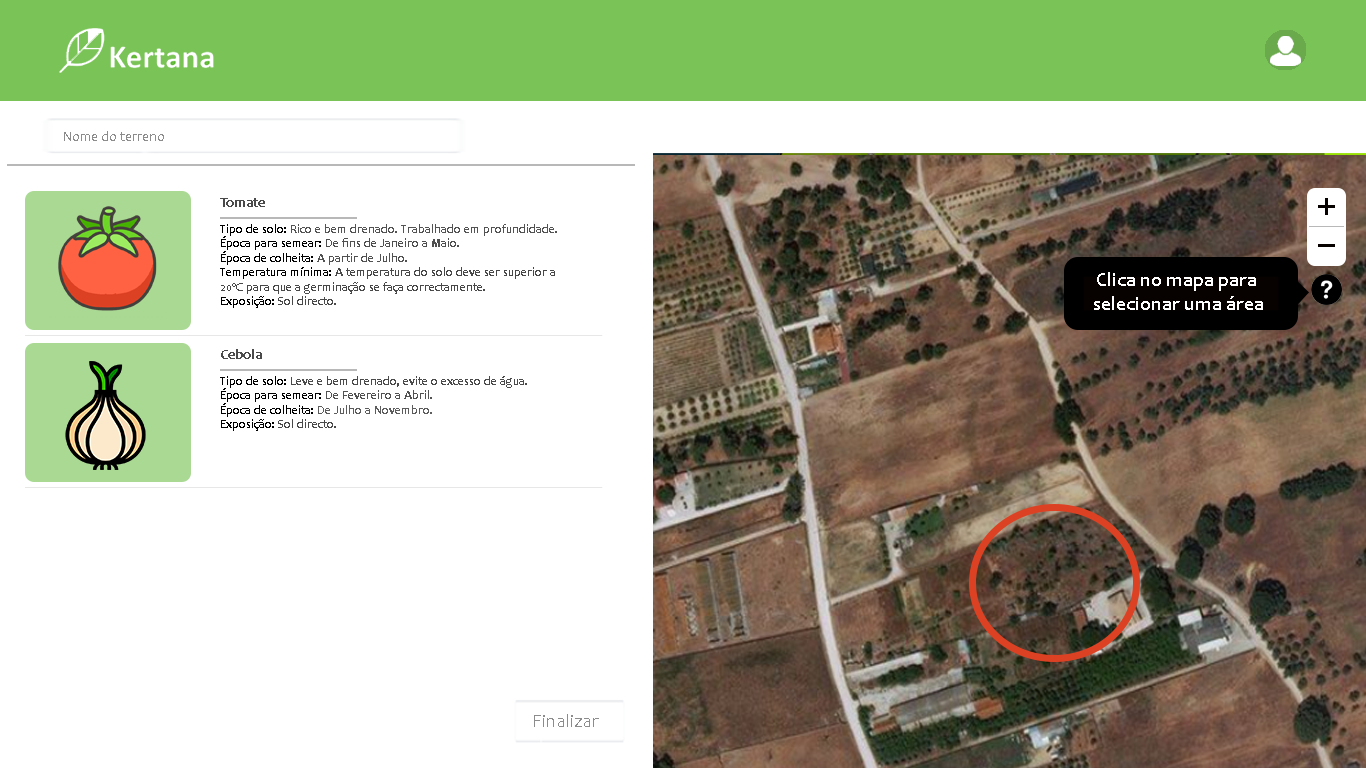 Kertana
Nome do terreno
Tomate
Tipo de solo: Rico e bem drenado. Trabalhado em profundidade.
Época para semear: De fins de Janeiro a Maio.
Época de colheita: A partir de Julho.
Temperatura mínima: A temperatura do solo deve ser superior a
20ºC para que a germinação se faça correctamente.
Exposição: Sol directo.
Cebola
Tipo de solo: Leve e bem drenado, evite o excesso de água.
Época para semear: De Fevereiro a Abril.
Época de colheita: De Julho a Novembro.
Exposição: Sol directo.
Finalizar
+
−
Clica no mapa para
selecionar uma área
?